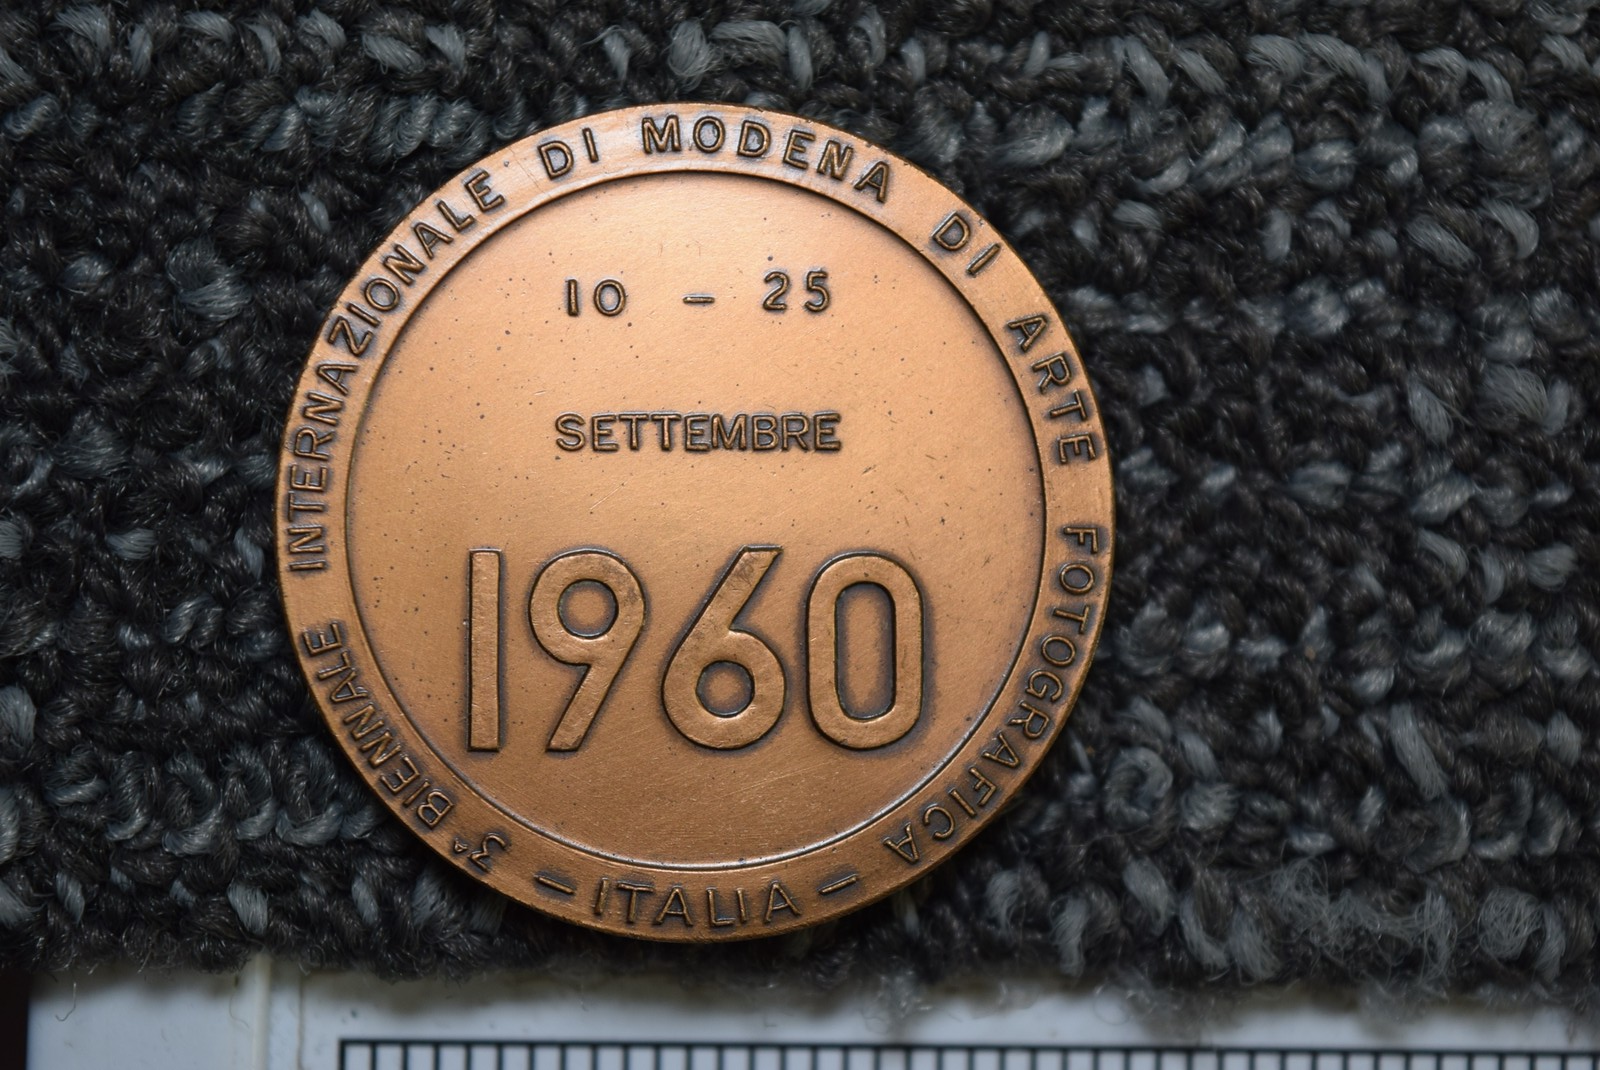 3ᴬ BIENNALE INTERNAZIONALE DI MODENA DI ARTE FOTOGRAFICA
– ITALIA –
10 – 25
SETTEMBRE
1960